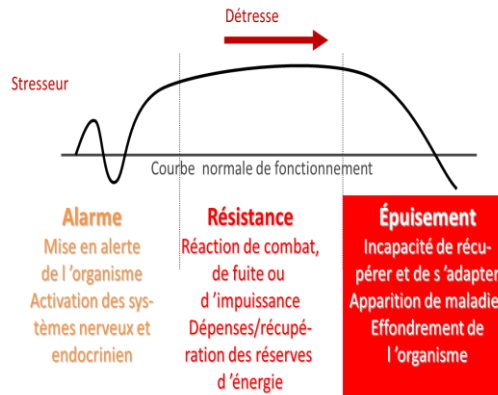 Détresse
Stresseur
Courbe normale de fonctionnement
Alarme
Mise en alerte
de l 'organisme
Activation des sys-
tèmes nerveux et
endocrinien
Résistance
Réaction de combat,
de fuite ou
d 'impuissance
Dépenses/récupé-
ration des réserves
d 'énergie
Épuisement
Incapacité de récu-
pérer et de s 'adapter
Apparition de maladie
Effondrement de
l 'organisme